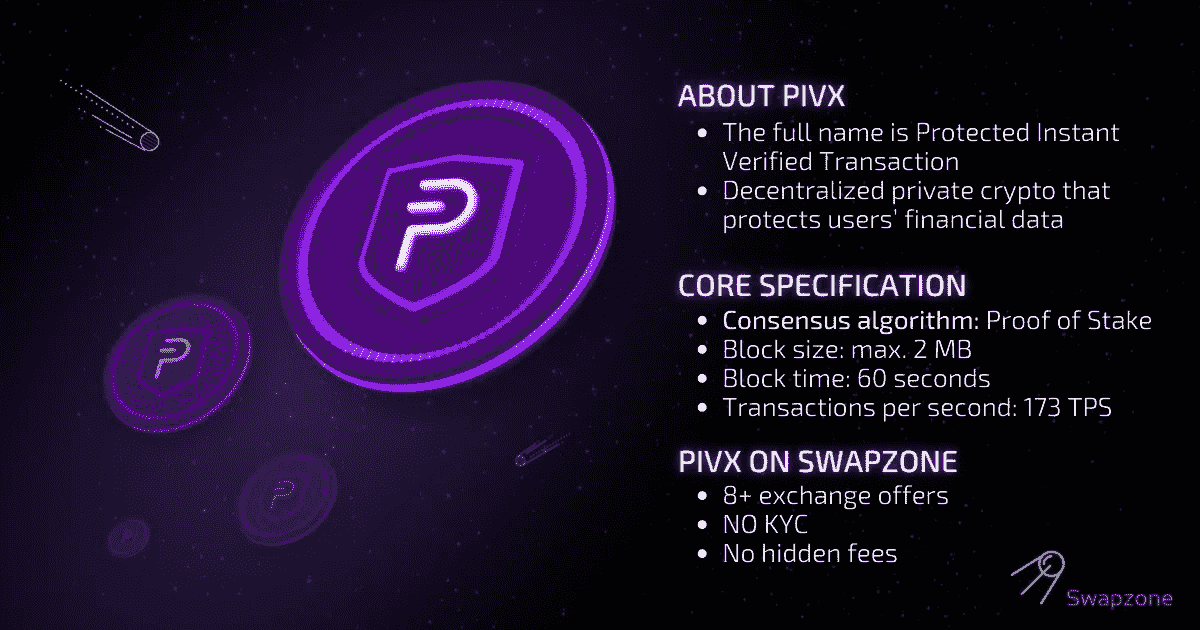 ABOUT PIVX
• The full name is Protected Instant
Verified Transaction
• Decentralized private crypto that
protects users' financial data
CORE SPECIFICATION
• Consensus algorithm: Proof of Stake
• Block size: max. 2 MB
• Block time: 60 seconds
• Transactions per second: 173 TPS
PIVX ON SWAPZONE
• 8+ exchange offers
• NO KYC
• No hidden fees
Swapzone